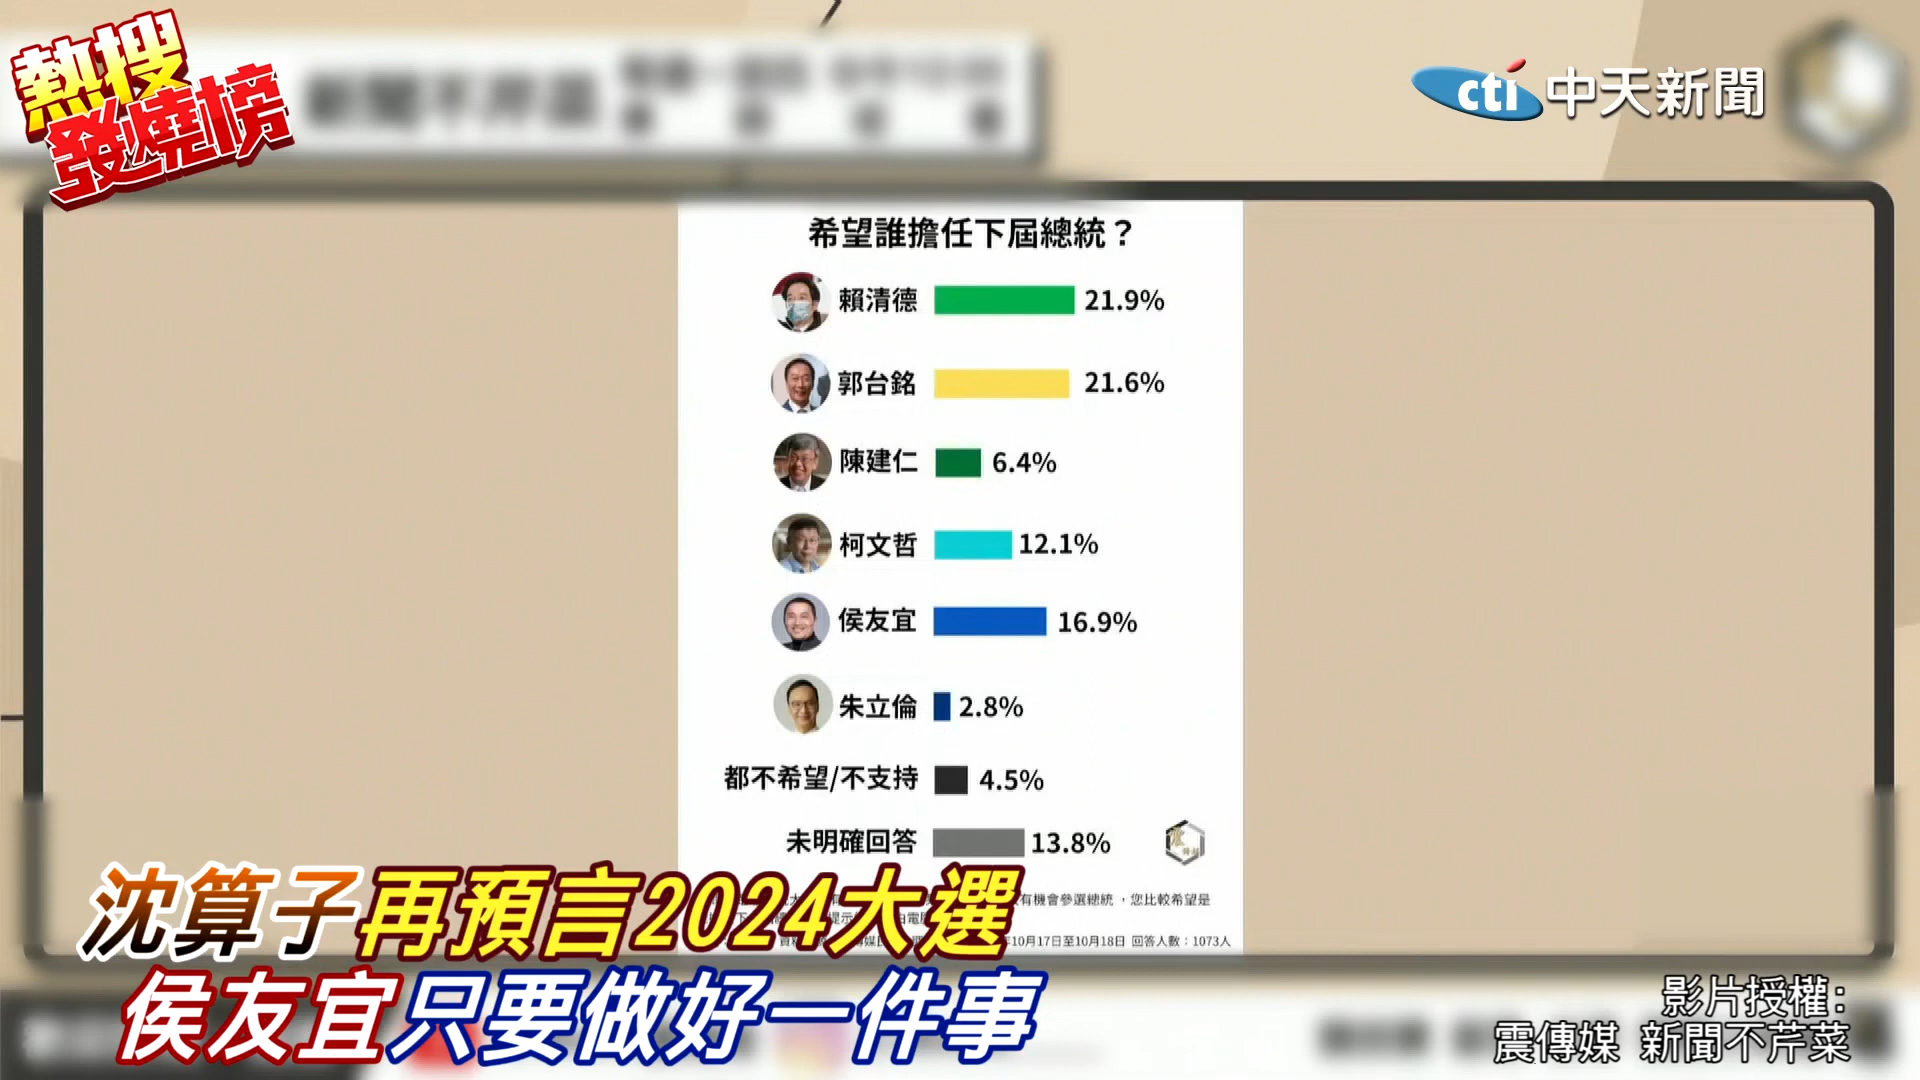 熱搜
發燒榜
cti 中天新聞
希望誰擔任下屆總統？
賴清德 21.9%
郭台銘 21.6%
陳建仁 6.4%
柯文哲 12.1%
侯友宜 16.9%
朱立倫 2.8%
都不希望/不支持 4.5%
未明確回答 13.8%
有機會參選總統，您比較希望是
10月17日至10月18日 回答人數：1073人
沈算子再預言2024大選
侯友宜只要做好一件事
影片授權:
震傳媒 新聞不芹菜